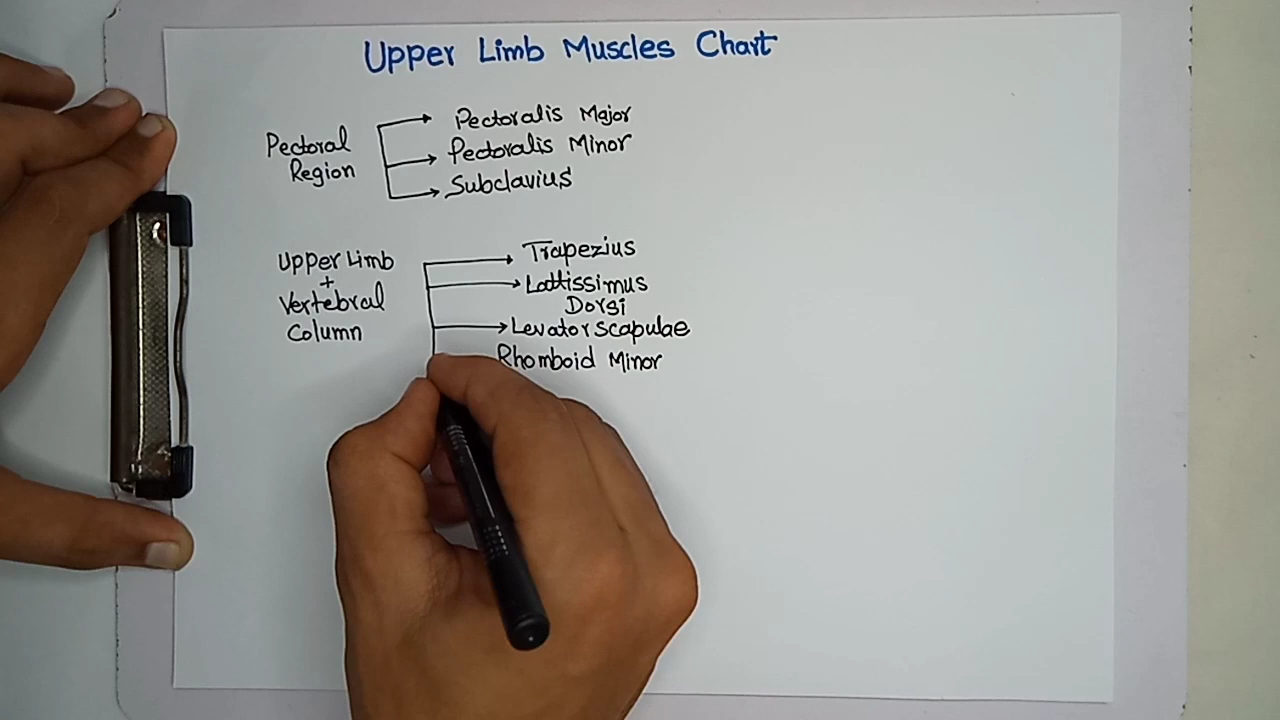 Upper Limb Muscles Chart
Pectoral
Region
Pectoralis Major
Pectoralis Minor
Subclavius
Upper Limb
+
Vertebral
Column
Trapezius
Lattissimus
Dorsi
Levator scapulae
Rhomboid Minor